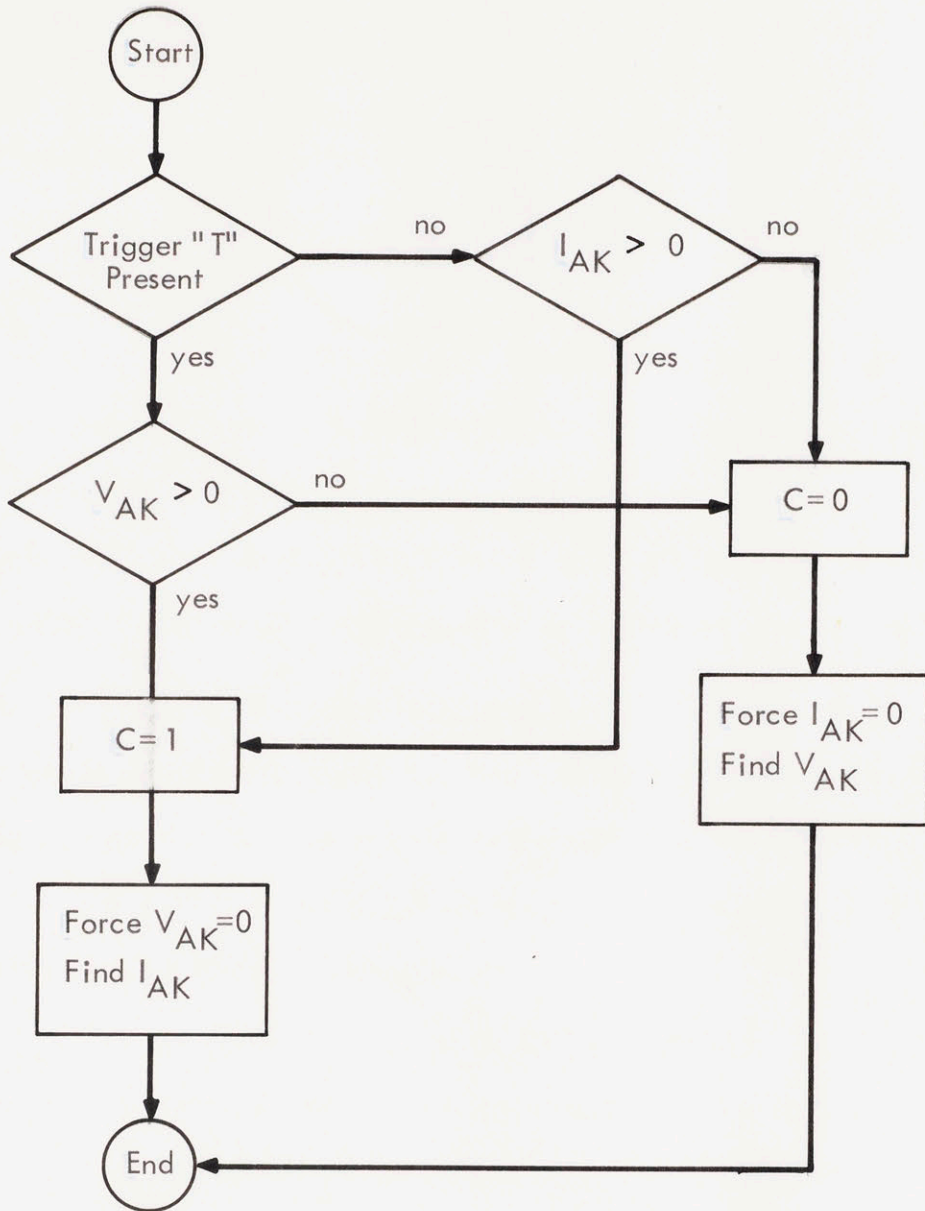 Start
Trigger "T"
Present
no
I_AK > 0
no
yes
yes
V_AK > 0
no
C=0
yes
C=1
Force I_AK=0
Find V_AK
Force V_AK=0
Find I_AK
End